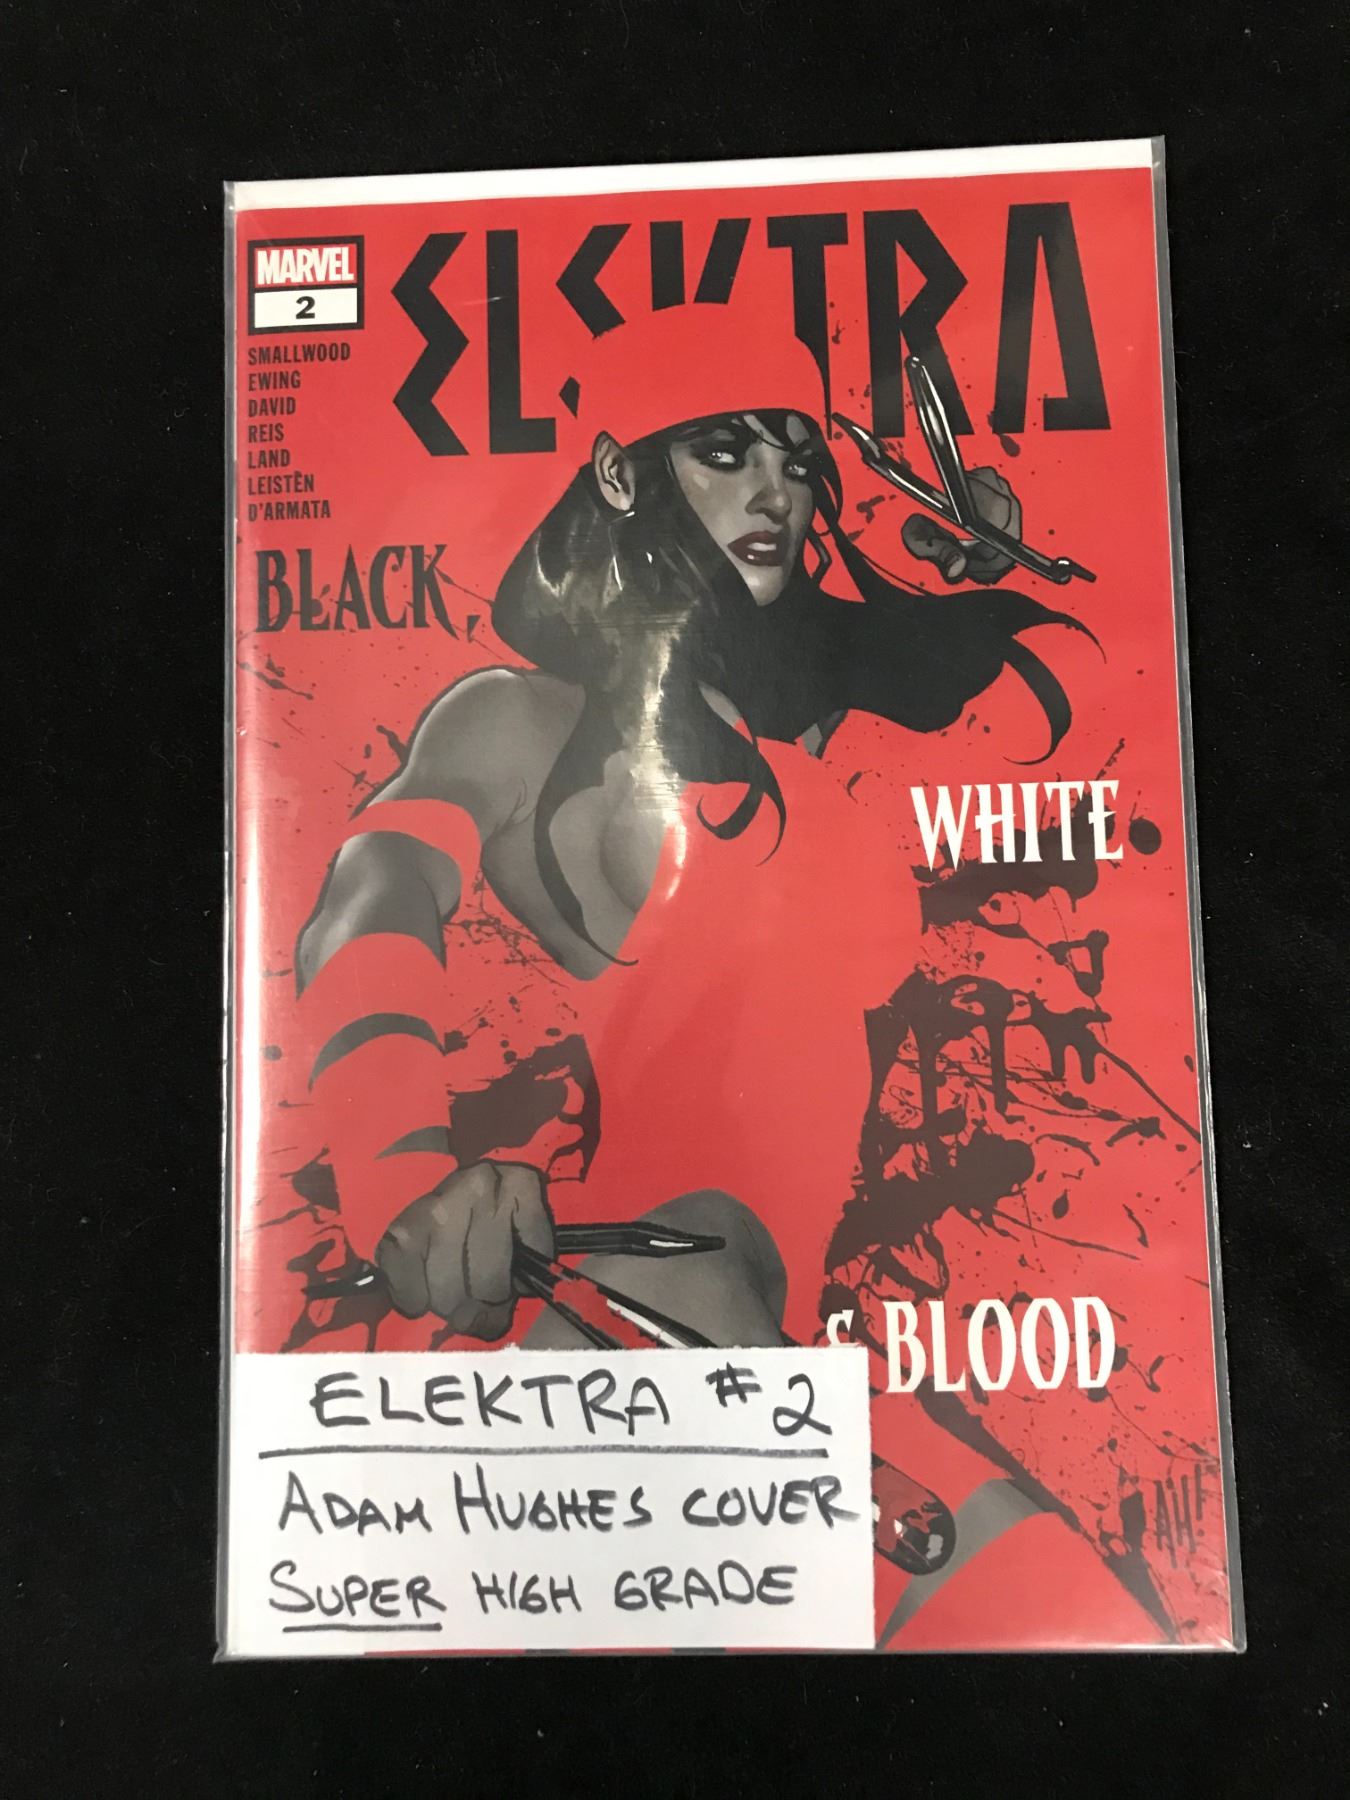 ELEKTRA
MARVEL
2
SMALLWOOD
EWING
DAVID
REIS
LAND
LEISTEN
D'ARMATA
BLACK,
WHITE
& BLOOD
ELEKTRA #2
ADAM HUGHES COVER
SUPER HIGH GRADE
AH!